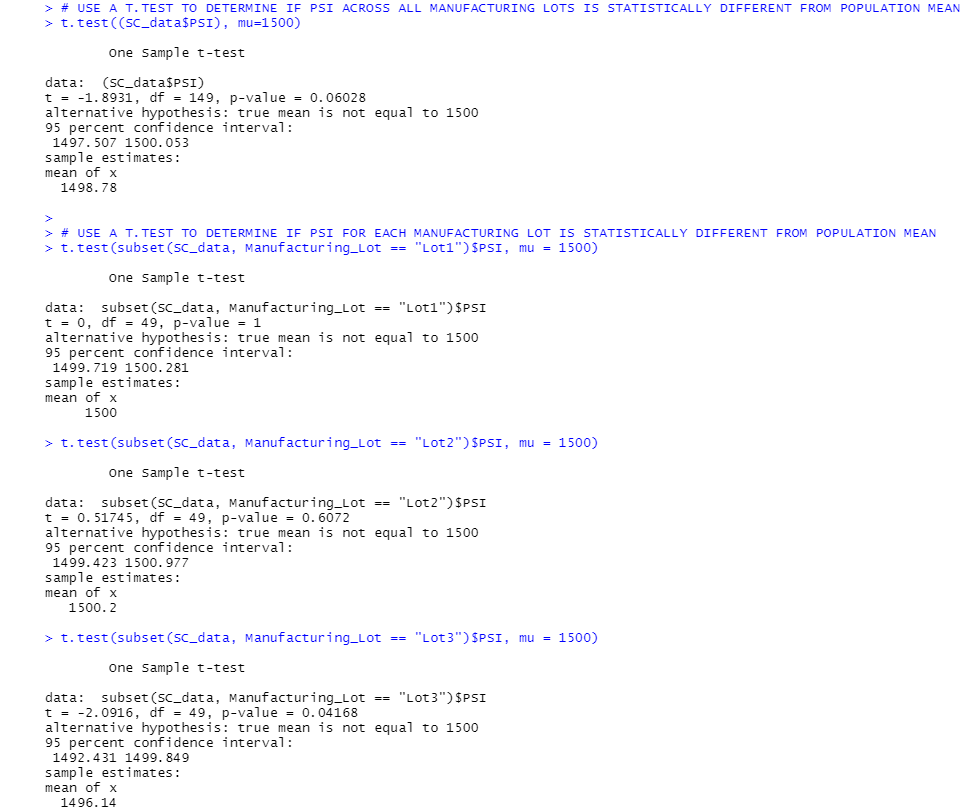 > # USE A T.TEST TO DETERMINE IF PSI ACROSS ALL MANUFACTURING LOTS IS STATISTICALLY DIFFERENT FROM POPULATION MEAN
> t.test((SC_data$PSI), mu=1500)
One Sample t-test
data:  (SC_data$PSI)
t = -1.8931, df = 149, p-value = 0.06028
alternative hypothesis: true mean is not equal to 1500
95 percent confidence interval:
1497.507 1500.053
sample estimates:
mean of x
1498.78
>
> # USE A T.TEST TO DETERMINE IF PSI FOR EACH MANUFACTURING LOT IS STATISTICALLY DIFFERENT FROM POPULATION MEAN
> t.test(subset(SC_data, Manufacturing_Lot == "Lot1")$PSI, mu = 1500)
One Sample t-test
data:  subset(SC_data, Manufacturing_Lot == "Lot1")$PSI
t = 0, df = 49, p-value = 1
alternative hypothesis: true mean is not equal to 1500
95 percent confidence interval:
1499.719 1500.281
sample estimates:
mean of x
1500
> t.test(subset(SC_data, Manufacturing_Lot == "Lot2")$PSI, mu = 1500)
One Sample t-test
data:  subset(SC_data, Manufacturing_Lot == "Lot2")$PSI
t = 0.51745, df = 49, p-value = 0.6072
alternative hypothesis: true mean is not equal to 1500
95 percent confidence interval:
1499.423 1500.977
sample estimates:
mean of x
1500.2
> t.test(subset(SC_data, Manufacturing_Lot == "Lot3")$PSI, mu = 1500)
One Sample t-test
data:  subset(SC_data, Manufacturing_Lot == "Lot3")$PSI
t = -2.0916, df = 49, p-value = 0.04168
alternative hypothesis: true mean is not equal to 1500
95 percent confidence interval:
1492.431 1499.849
sample estimates:
mean of x
1496.14